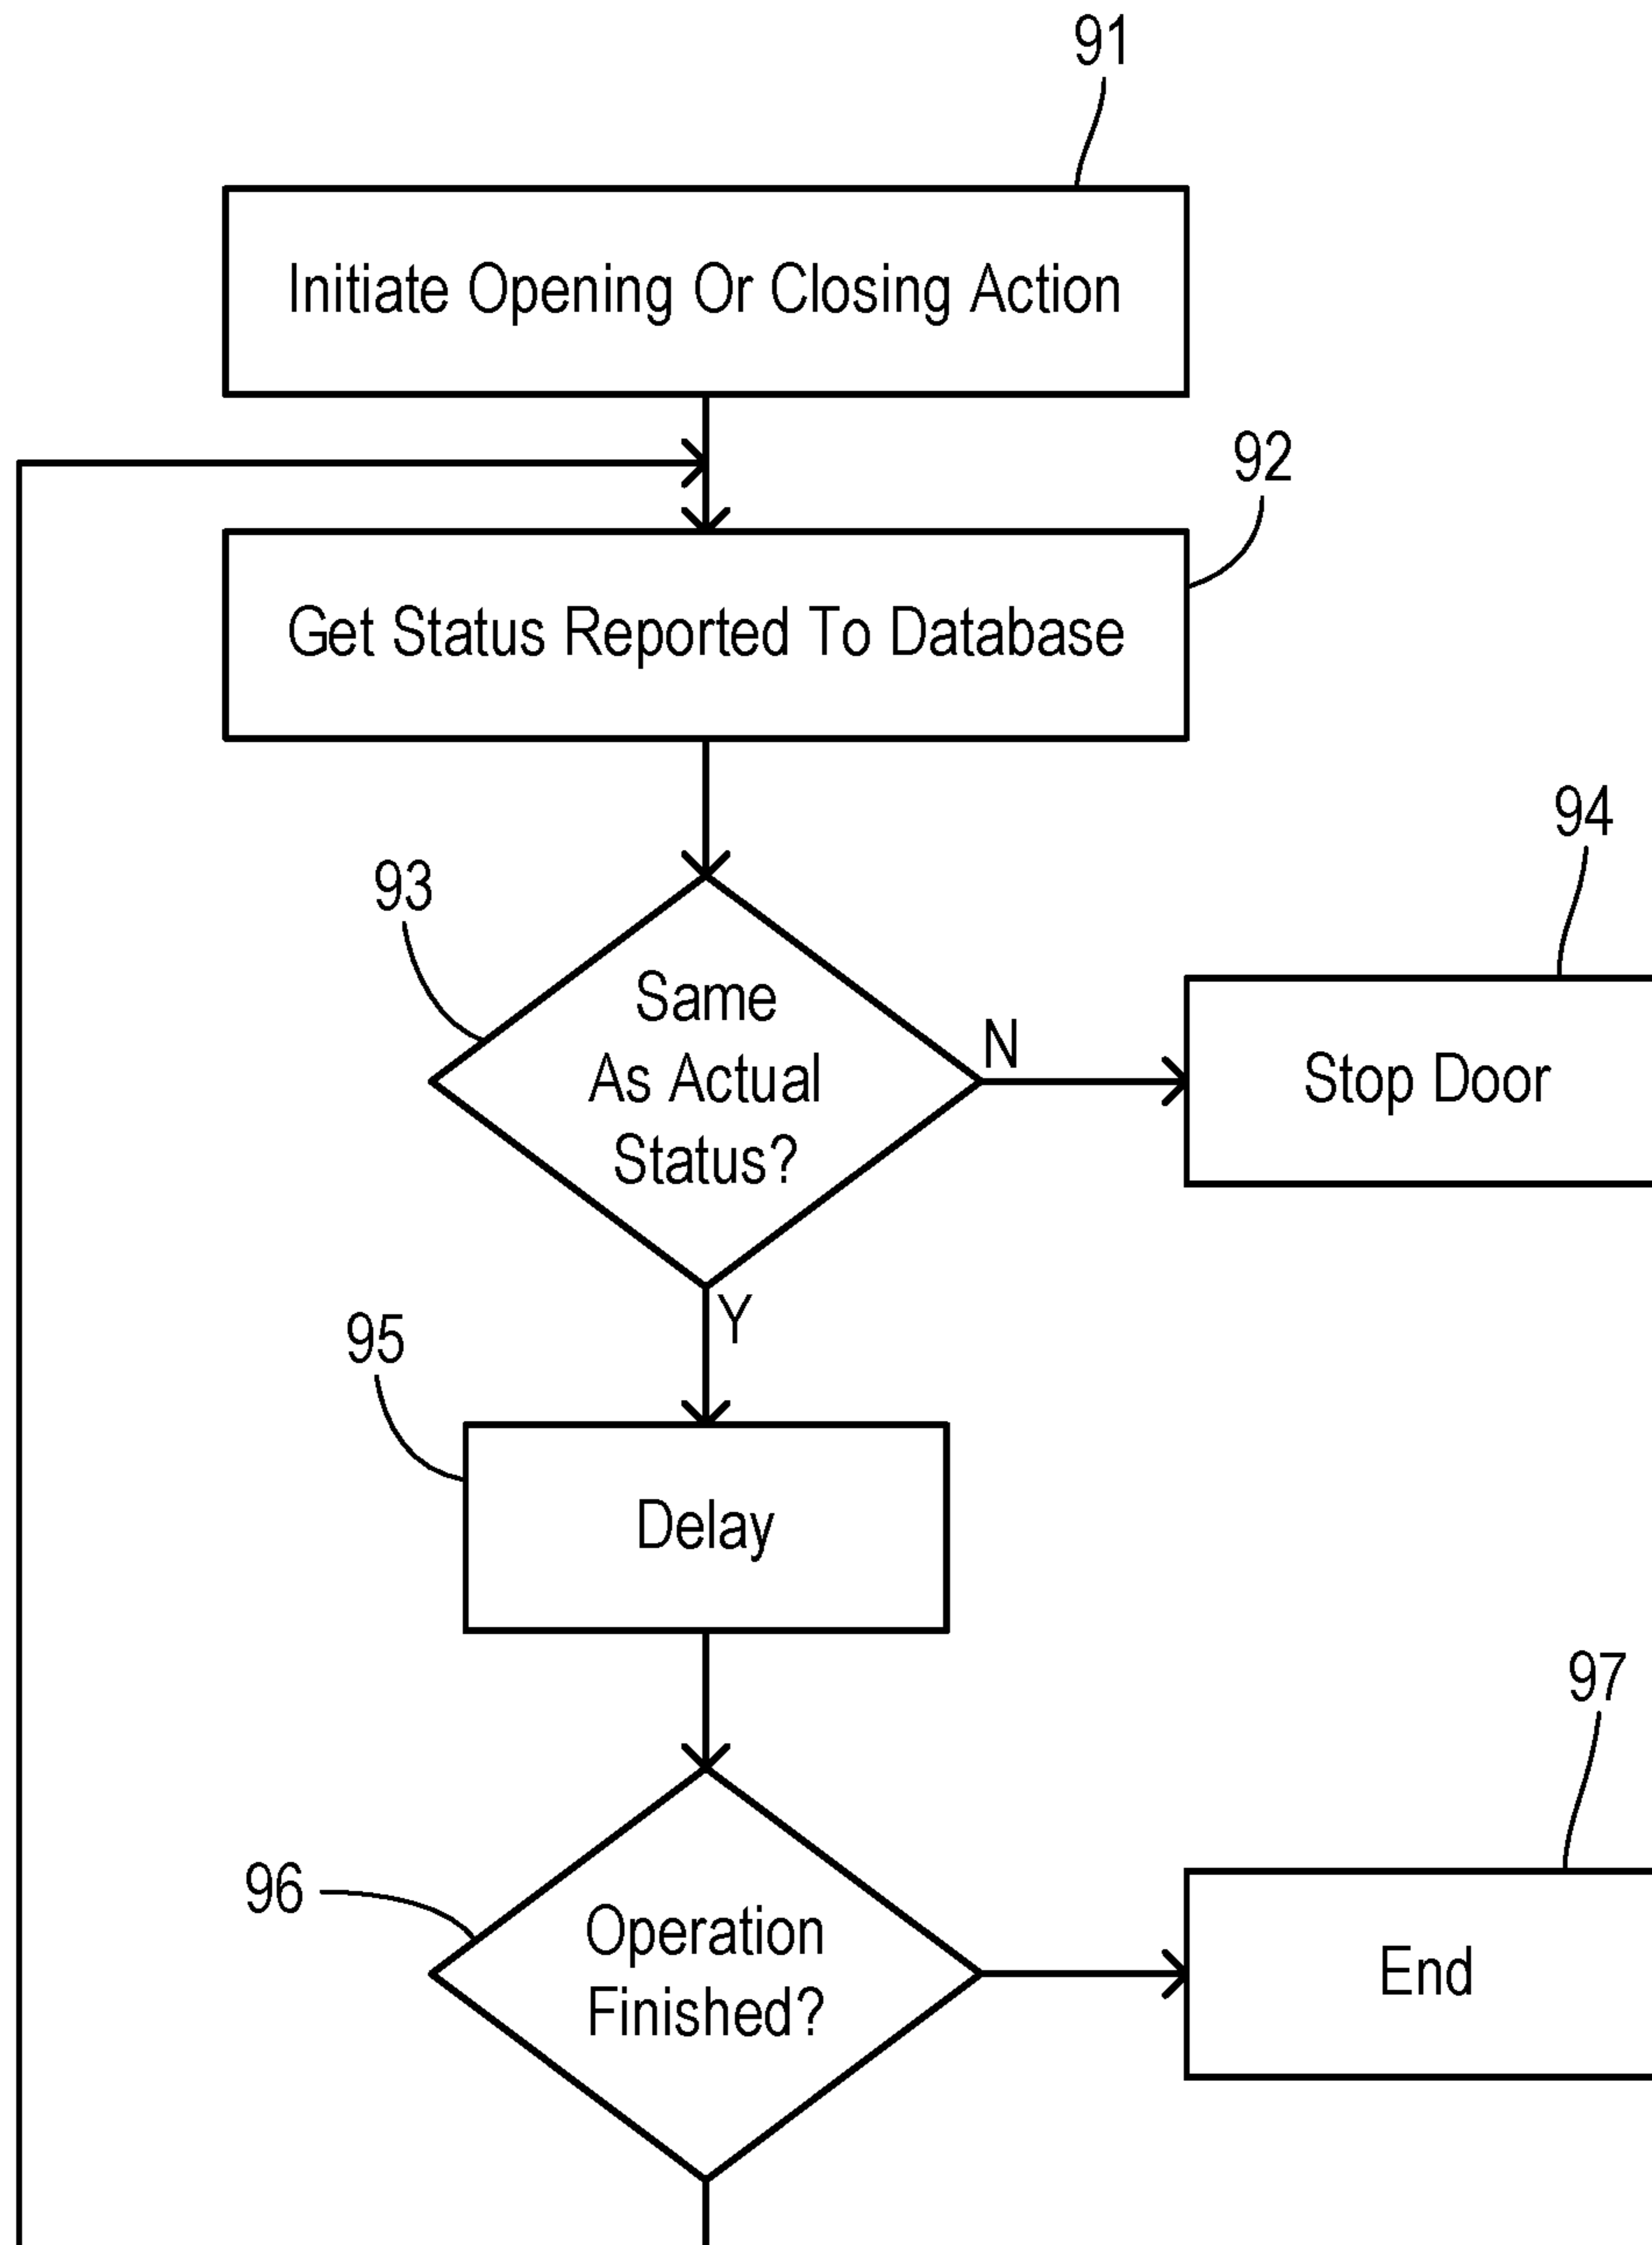 91
Initiate Opening Or Closing Action
92
Get Status Reported To Database
93
94
Same
As Actual
Status?
N
Stop Door
Y
95
Delay
97
96
Operation
Finished?
End